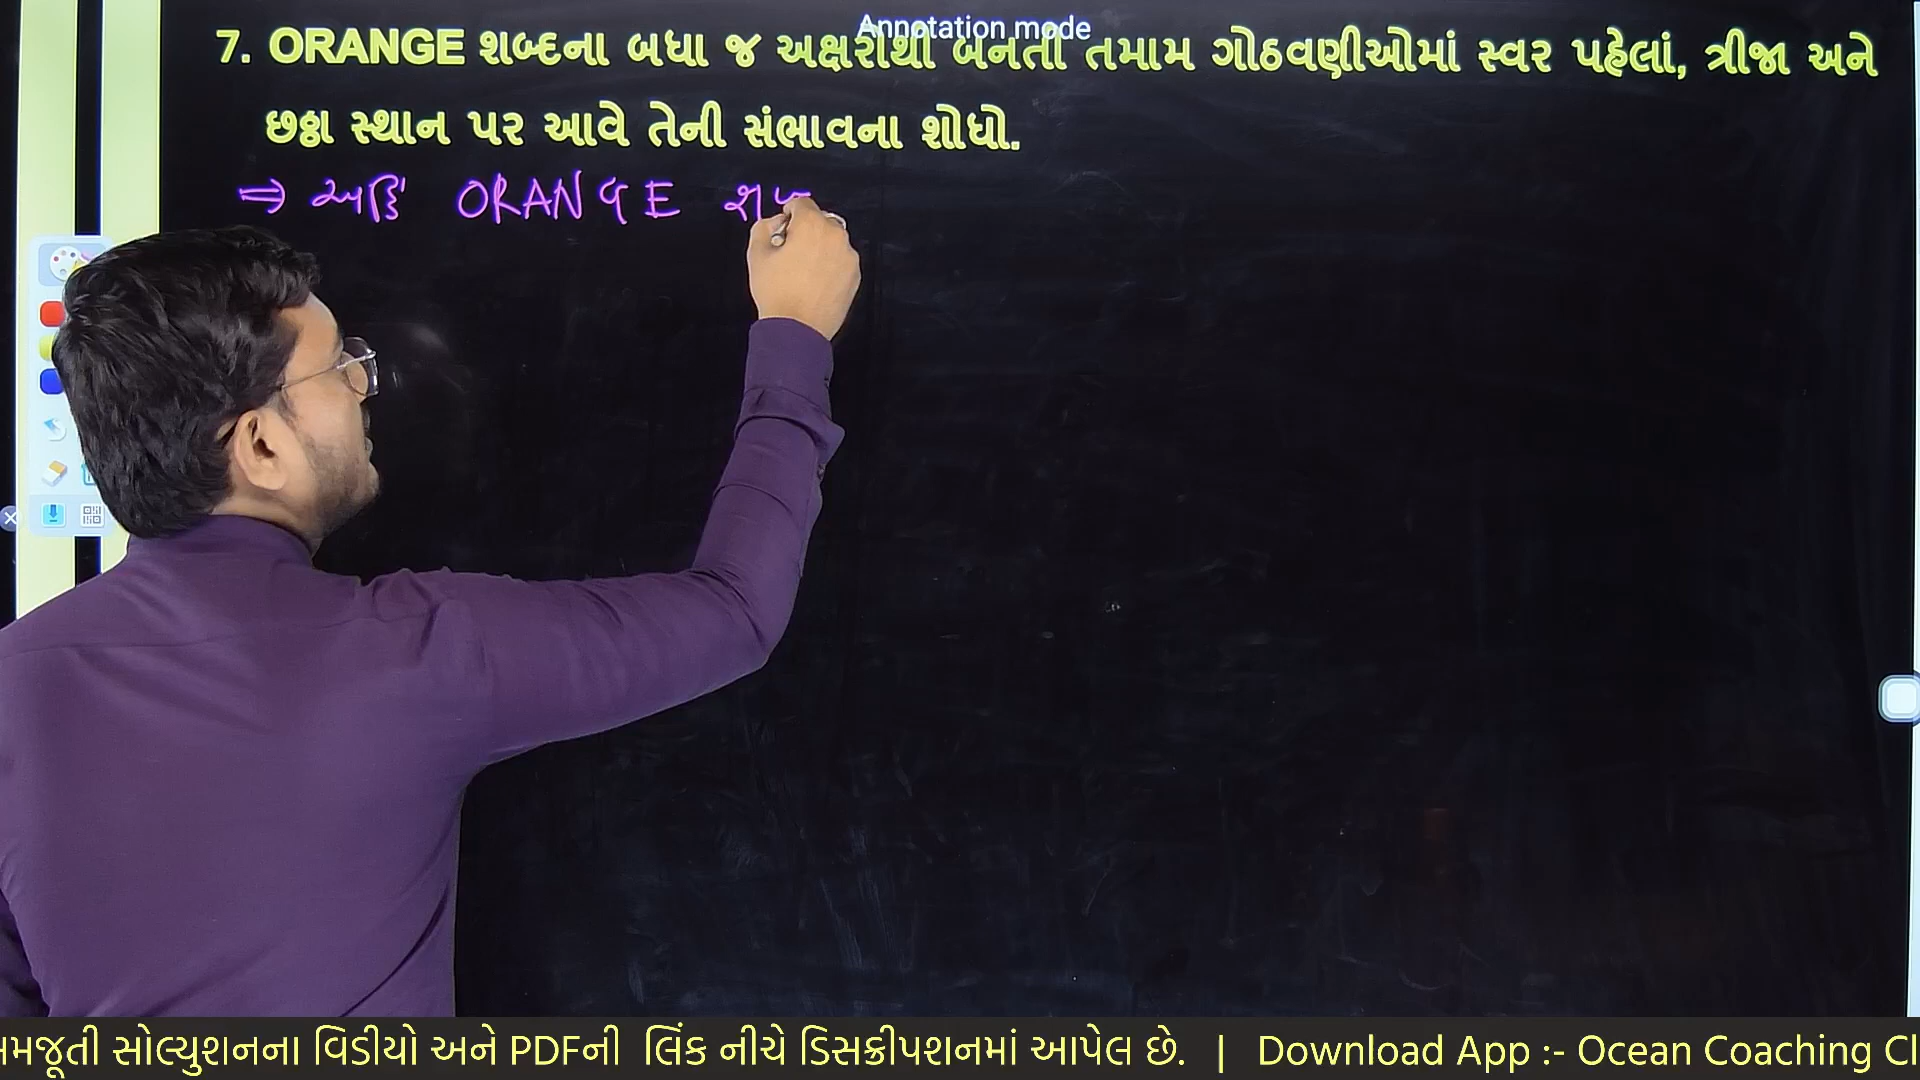 Annotation mode
7. ORANGE શબ્દના બધા જ અક્ષરોથી બનતી તમામ ગોઠવણીઓમાં સ્વર પહેલાં, ત્રીજા અને
છઠ્ઠા સ્થાન પર આવે તેની સંભાવના શોધો.
⇒ અહિં ORANGE
મજૂતી સોલ્યુશનના વિડીયો અને PDFની લિંક નીચે ડિસક્રીપશનમાં આપેલ છે. | Download App :- Ocean Coaching Cl